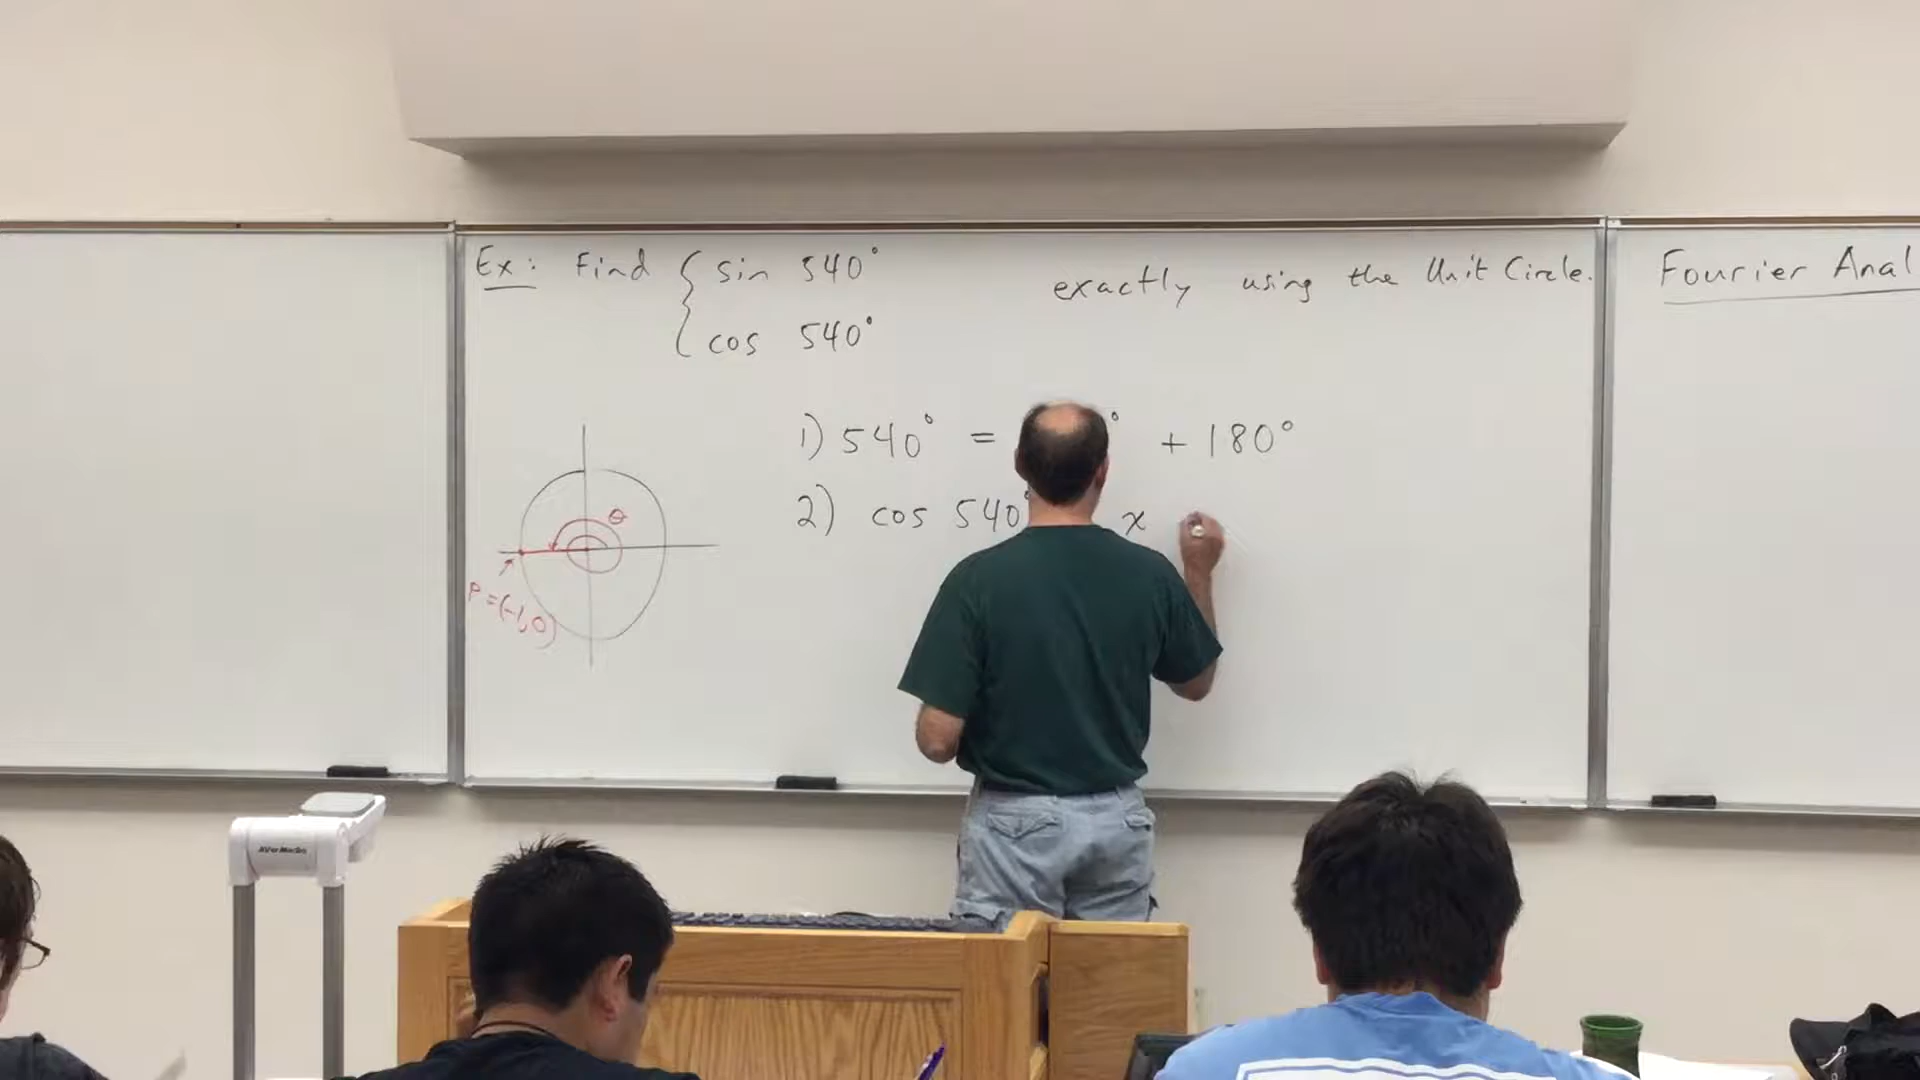 Ex: Find { sin 540° exactly using the Unit Circle.
cos 540°
Fourier Anal
1) 540° = ° + 180°
2) cos 540° x
θ
P = (-1, 0)
AVerMedia